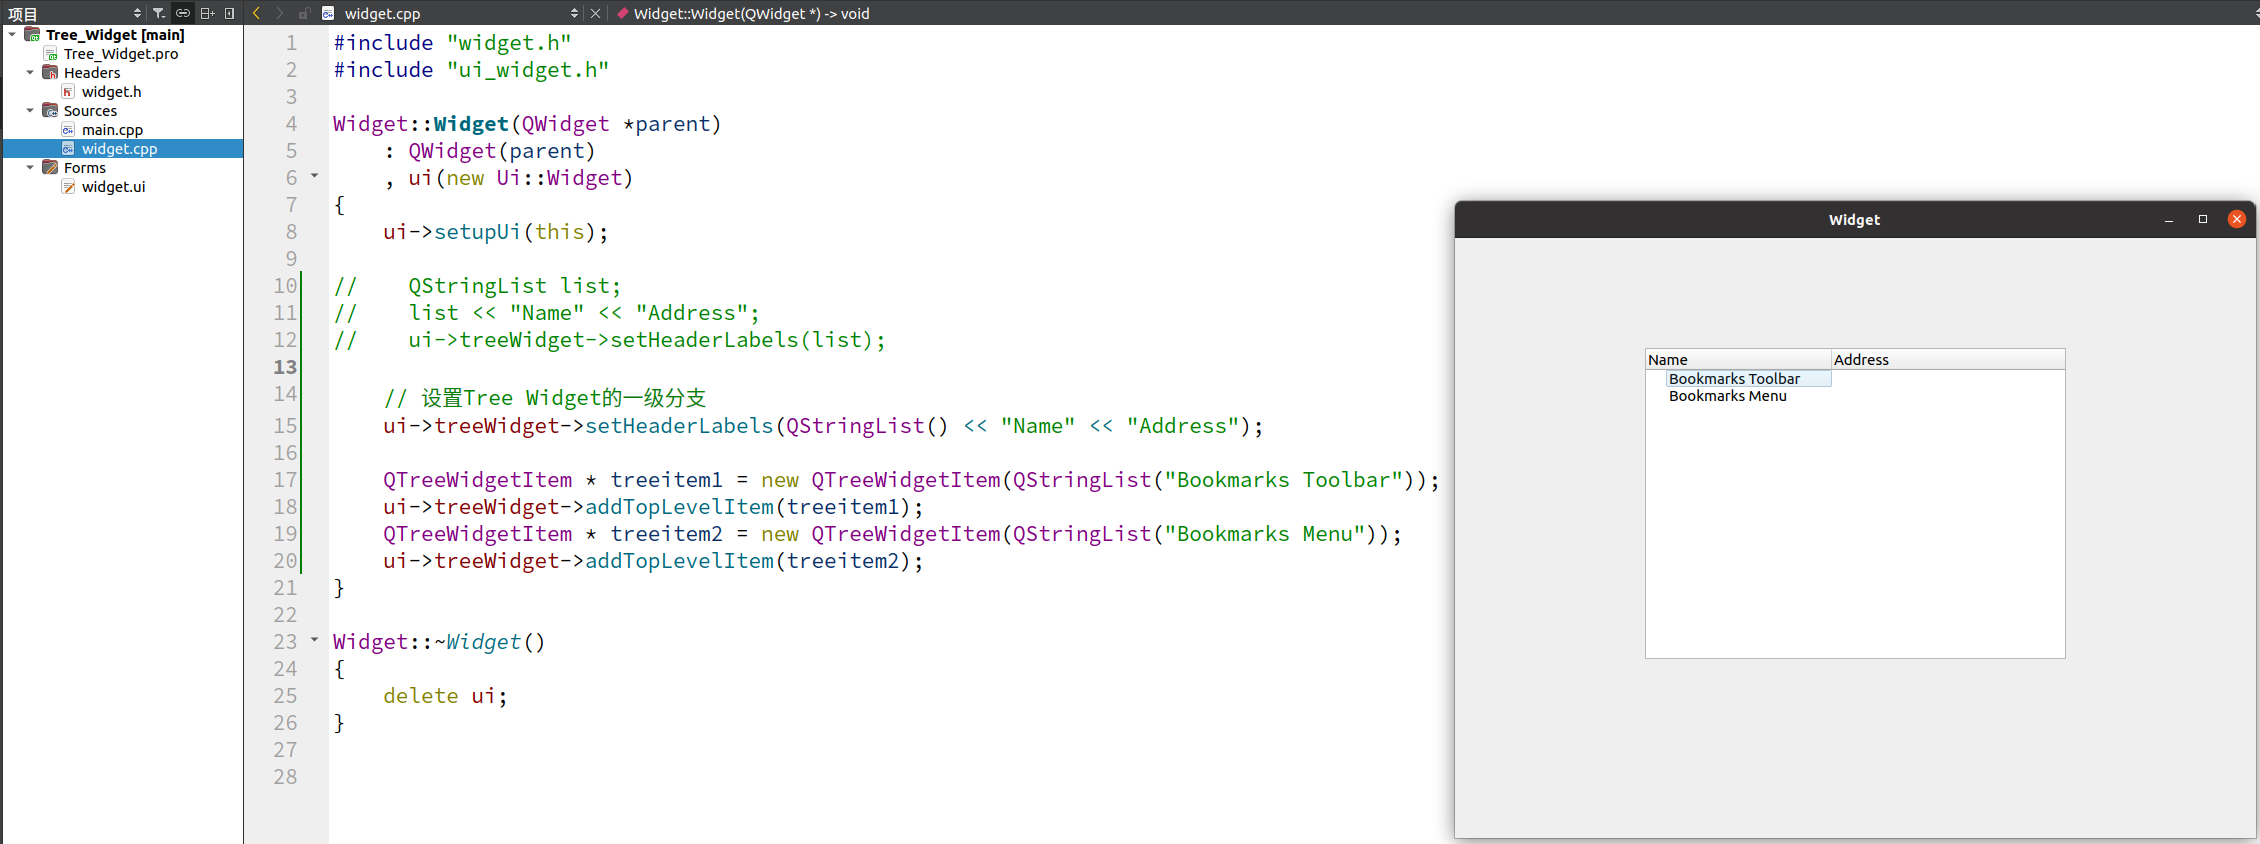 项目
widget.cpp
Widget::Widget(QWidget *) -> void
Tree_Widget [main]
Tree_Widget.pro
Headers
widget.h
Sources
main.cpp
widget.cpp
Forms
widget.ui
1 #include "widget.h"
2 #include "ui_widget.h"
3
4 Widget::Widget(QWidget *parent)
5     : QWidget(parent)
6     , ui(new Ui::Widget)
7 {
8     ui->setupUi(this);
9
10 //    QStringList list;
11 //    list << "Name" << "Address";
12 //    ui->treeWidget->setHeaderLabels(list);
13
14     // 设置Tree Widget的一级分支
15     ui->treeWidget->setHeaderLabels(QStringList() << "Name" << "Address");
16
17     QTreeWidgetItem * treeitem1 = new QTreeWidgetItem(QStringList("Bookmarks Toolbar"));
18     ui->treeWidget->addTopLevelItem(treeitem1);
19     QTreeWidgetItem * treeitem2 = new QTreeWidgetItem(QStringList("Bookmarks Menu"));
20     ui->treeWidget->addTopLevelItem(treeitem2);
21 }
22
23 Widget::~Widget()
24 {
25     delete ui;
26 }
27
28
Widget
Name Address
Bookmarks Toolbar
Bookmarks Menu